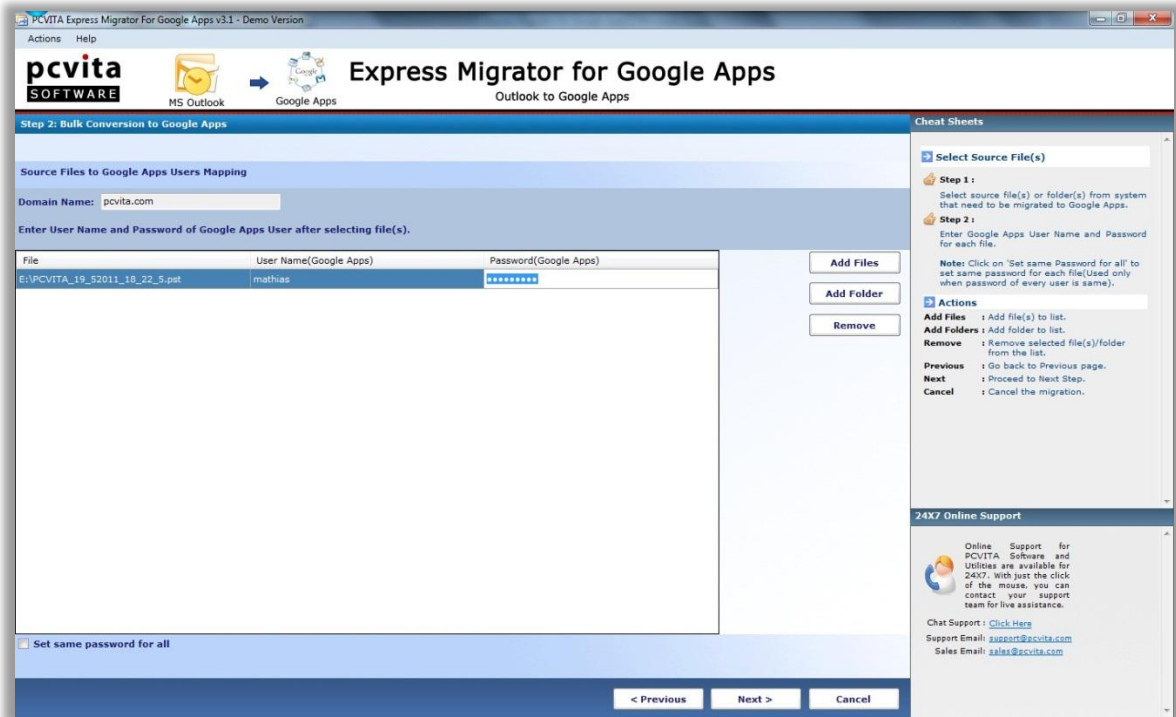 PCVITA Express Migrator For Google Apps v3.1 - Demo Version
Actions Help
pcvita
SOFTWARE
MS Outlook
Google
Google Apps
Express Migrator for Google Apps
Outlook to Google Apps
Step 2: Bulk Conversion to Google Apps
Source Files to Google Apps Users Mapping
Domain Name: pcvita.com
Enter User Name and Password of Google Apps User after selecting file(s).
File User Name(Google Apps) Password(Google Apps)
E:\PCVITA_19_52011_18_22_5.pst mathias •••••••••
Add Files
Add Folder
Remove
Set same password for all
< Previous Next > Cancel
Cheat Sheets
Select Source File(s)
Step 1 :
Select source file(s) or folder(s) from system
that need to be migrated to Google Apps.
Step 2 :
Enter Google Apps User Name and Password
for each file.
Note: Click on 'Set same Password for all' to
set same password for each file(Used only
when password of every user is same).
Actions
Add Files : Add file(s) to list.
Add Folders : Add folder to list.
Remove : Remove selected file(s)/folder
from the list.
Previous : Go back to Previous page.
Next : Proceed to Next Step.
Cancel : Cancel the migration.
24X7 Online Support
Online Support for
PCVITA Software and
Utilities are available for
24X7. With just the click
of the mouse, you can
contact your support
team for live assistance.
Chat Support : Click Here
Support Email: support@pcvita.com
Sales Email: sales@pcvita.com